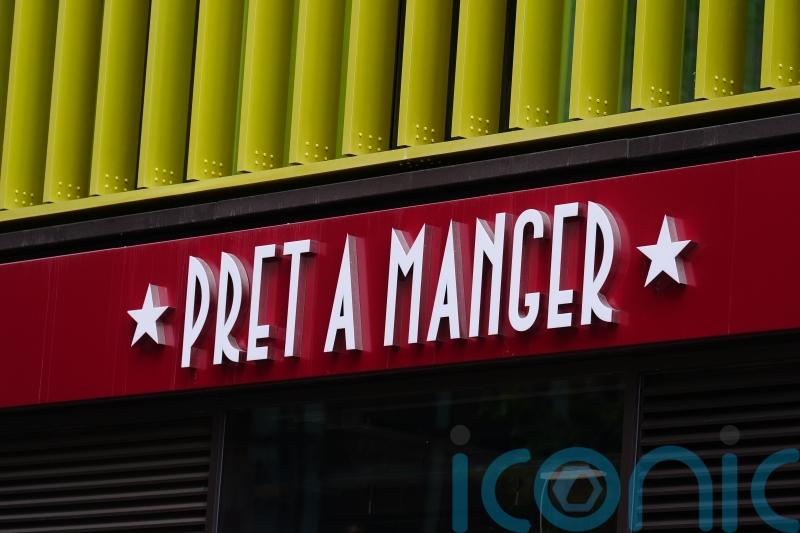 ★ PRET A MANGER ★
iconic